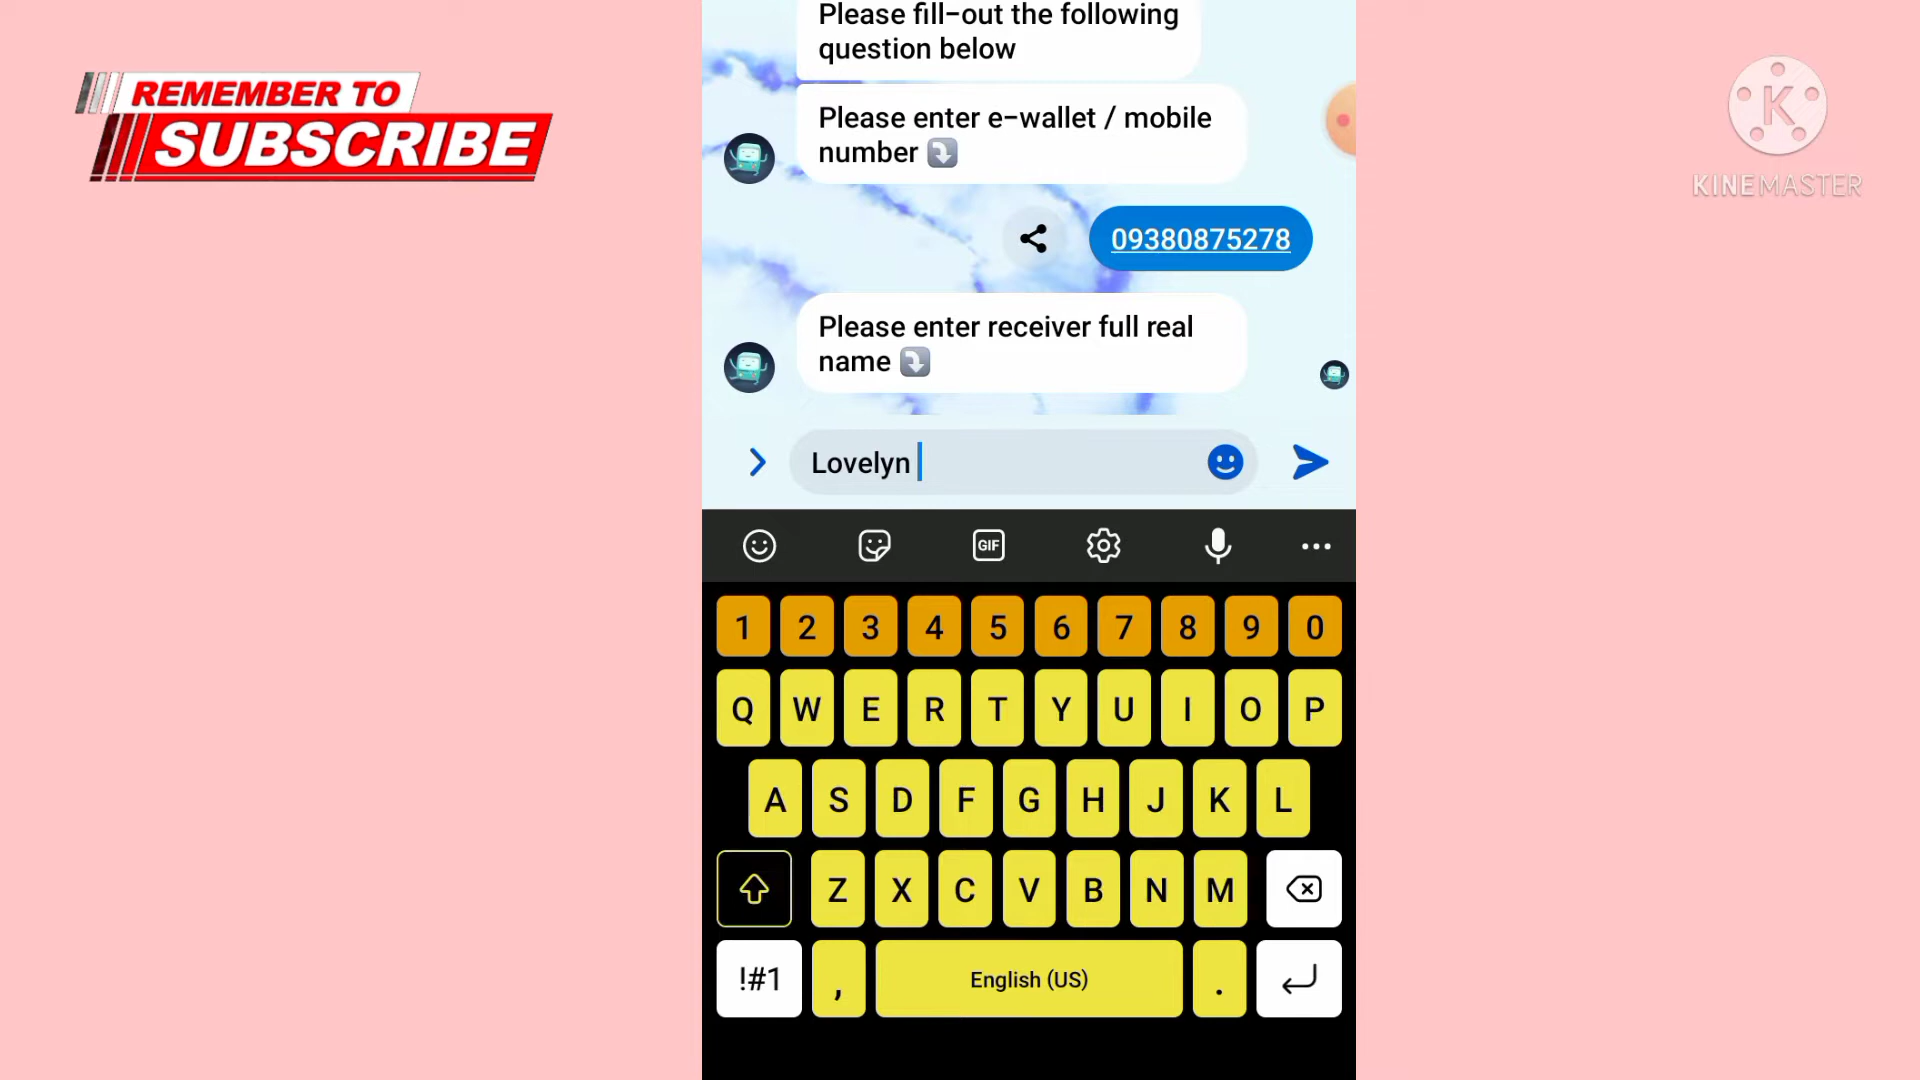 REMEMBER TO
SUBSCRIBE
Please fill-out the following
question below
Please enter e-wallet / mobile
number
09380875278
Please enter receiver full real
name
Lovelyn
GIF
1 2 3 4 5 6 7 8 9 0
Q W E R T Y U I O P
A S D F G H J K L
Z X C V B N M
!#1 , English (US) .
K
KINEMASTER